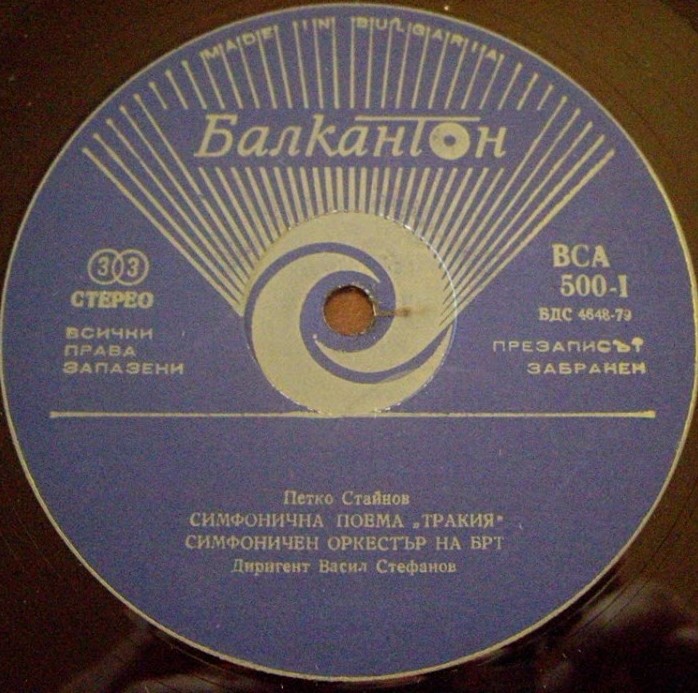 MADE IN BULGARIA
Балкантон
33
СТЕРЕО
ВСИЧКИ
ПРАВА
ЗАПАЗЕНИ
ВСА
500-I
БДС 4648-79
ПРЕЗАПИСЪТ
ЗАБРАНЕН
Петко Стайнов
СИМФОНИЧНА ПОЕМА „ТРАКИЯ"
СИМФОНИЧЕН ОРКЕСТЪР НА БРТ
Диригент Васил Стефанов